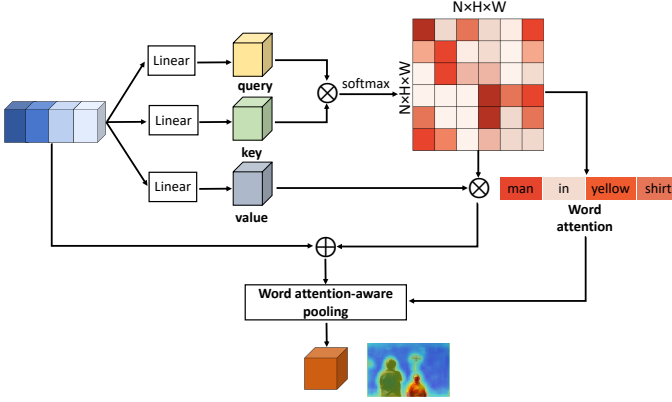 N×H×W
Linear
query
softmax
N×H×W
Linear
key
Linear
value
man in yellow shirt
Word
attention
Word attention-aware
pooling